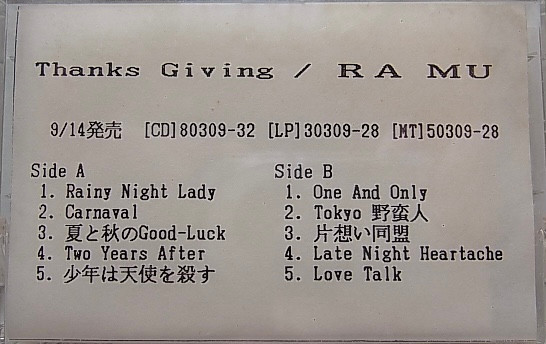 Thanks Giving / RA MU
9/14発売 [CD]80309-32 [LP]30309-28 [MT]50309-28
Side A
1. Rainy Night Lady
2. Carnaval
3. 夏と秋のGood-Luck
4. Two Years After
5. 少年は天使を殺す
Side B
1. One And Only
2. Tokyo 野蛮人
3. 片想い同盟
4. Late Night Heartache
5. Love Talk